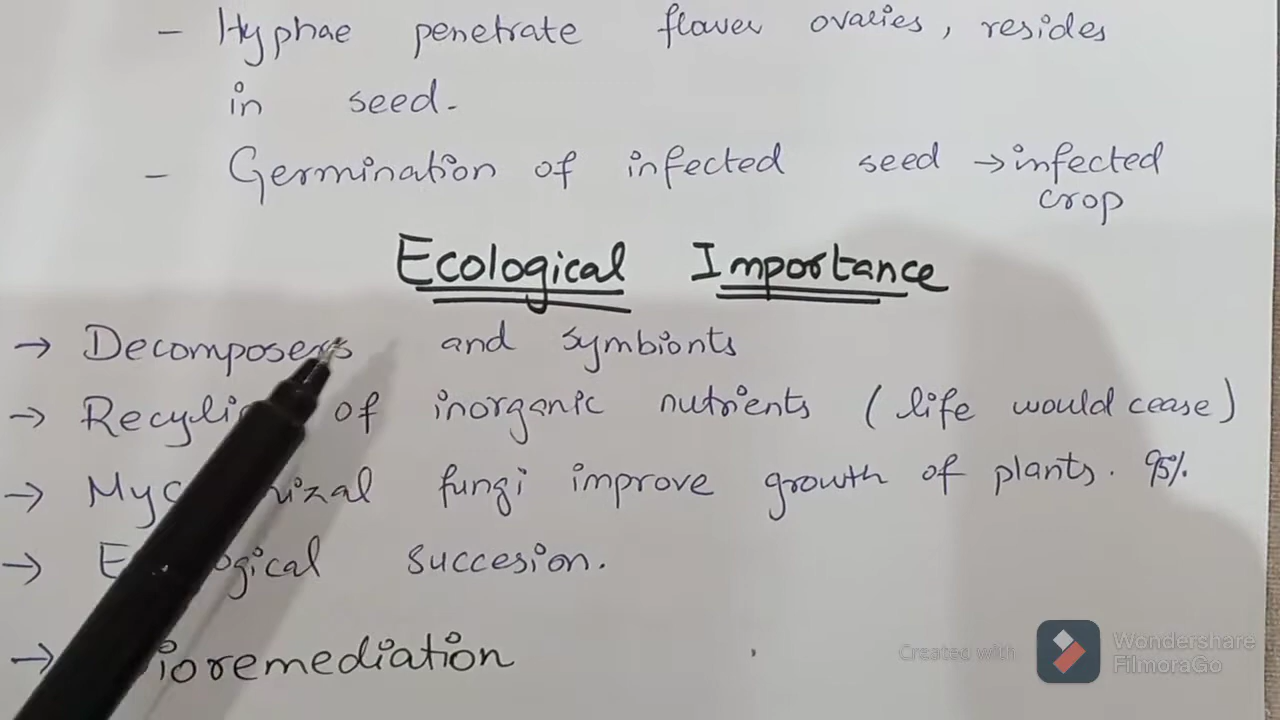 - Hyphae penetrate flower ovaries, resides
in seed.
- Germination of infected seed → infected
crop
Ecological Importance
→ Decomposers and symbionts
→ of inorganic nutrients (life would cease)
→ fungi improve growth of plants. 95%
→ succesion.
→
Created with Wondershare
FilmoraGo